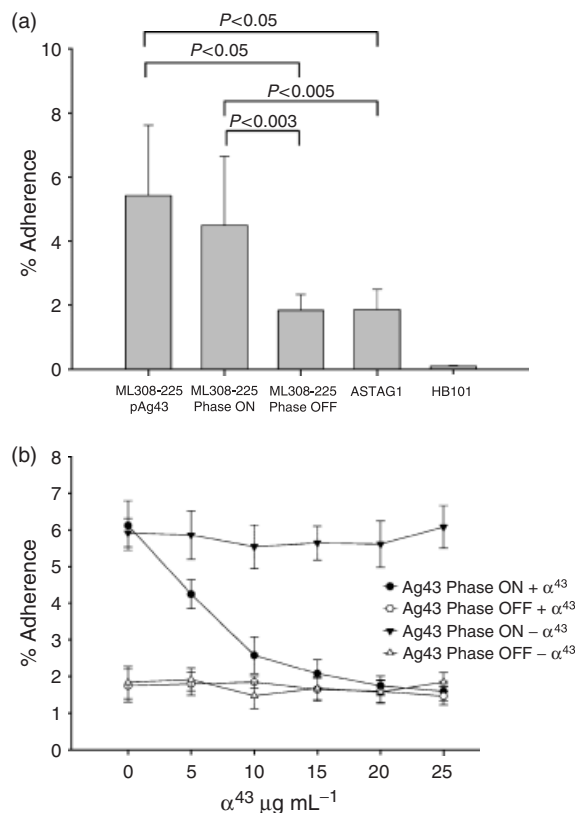 (a)
P<0.05
P<0.05
P<0.005
P<0.003
10
8
6
4
2
0
% Adherence
ML308-225 pAg43
ML308-225 Phase ON
ML308-225 Phase OFF
ASTAG1
HB101
(b)
8
7
6
5
4
3
2
1
0
% Adherence
Ag43 Phase ON + α⁴³
Ag43 Phase OFF + α⁴³
Ag43 Phase ON – α⁴³
Ag43 Phase OFF – α⁴³
0 5 10 15 20 25
α⁴³ μg mL⁻¹